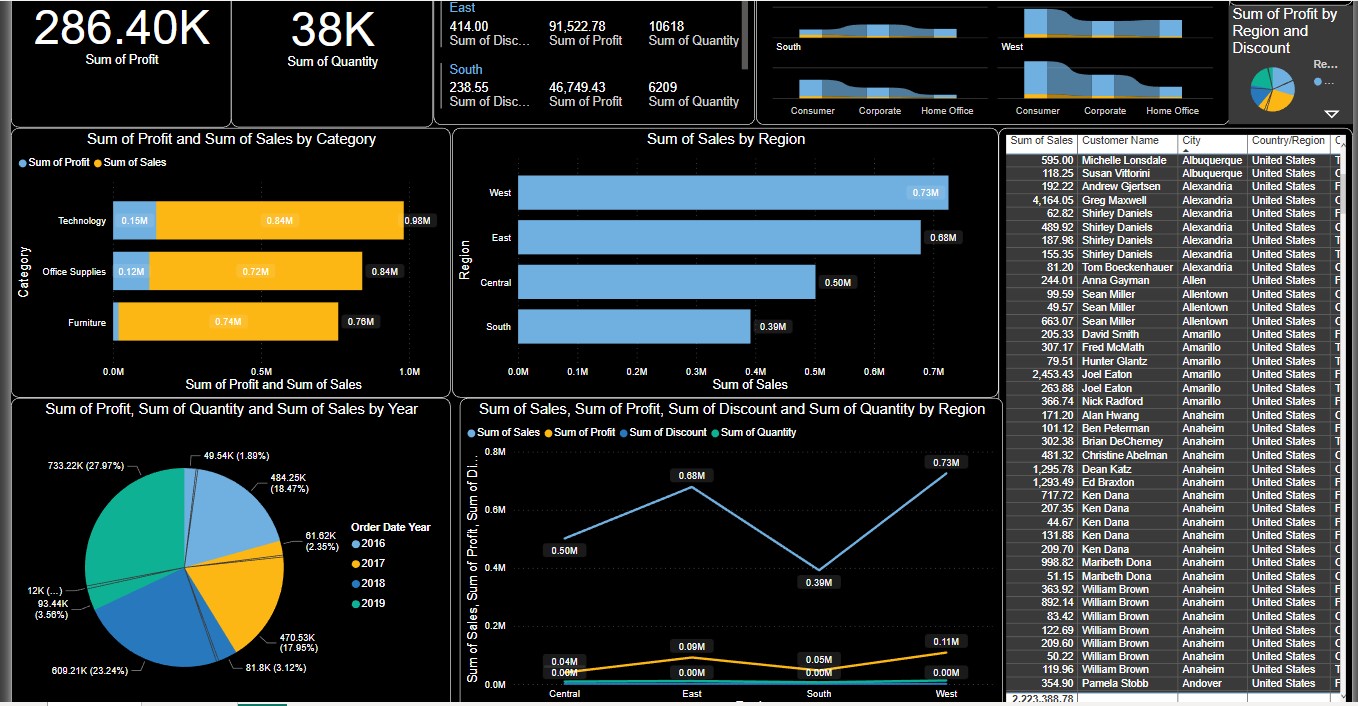 286.40K
Sum of Profit
38K
Sum of Quantity
East
414.00 91,522.78 10618
Sum of Disc... Sum of Profit Sum of Quantity
South
238.55 46,749.43 6209
Sum of Disc... Sum of Profit Sum of Quantity
South West
Consumer Corporate Home Office Consumer Corporate Home Office
Sum of Profit by
Region and
Discount
Re...
...
Sum of Profit and Sum of Sales by Category
Sum of Profit Sum of Sales
Category
Technology 0.15M 0.84M 0.98M
Office Supplies 0.12M 0.72M 0.84M
Furniture 0.74M 0.76M
0.0M 0.5M 1.0M
Sum of Profit and Sum of Sales
Sum of Sales by Region
Region
West 0.73M
East 0.68M
Central 0.50M
South 0.39M
0.0M 0.1M 0.2M 0.3M 0.4M 0.5M 0.6M 0.7M
Sum of Sales
Sum of Profit, Sum of Quantity and Sum of Sales by Year
49.54K (1.89%)
484.25K
(18.47%)
61.62K
(2.35%)
470.53K
(17.95%)
81.8K (3.12%)
609.21K (23.24%)
93.44K
(3.56%)
12K (...)
733.22K (27.97%)
Order Date Year
2016
2017
2018
2019
Sum of Sales, Sum of Profit, Sum of Discount and Sum of Quantity by Region
Sum of Sales Sum of Profit Sum of Discount Sum of Quantity
Sum of Sales, Sum of Profit, Sum of Di...
0.8M
0.6M
0.4M
0.2M
0.0M
0.50M 0.68M 0.39M 0.73M
0.04M 0.09M 0.05M 0.11M
0.00M 0.00M 0.00M 0.00M
Central East South West
Sum of Sales Customer Name City Country/Region C
595.00 Michelle Lonsdale Albuquerque United States T
118.25 Susan Vittorini Albuquerque United States C
192.22 Andrew Gjertsen Alexandria United States F
4,164.05 Greg Maxwell Alexandria United States C
62.82 Shirley Daniels Alexandria United States F
489.92 Shirley Daniels Alexandria United States C
187.98 Shirley Daniels Alexandria United States T
155.35 Shirley Daniels Alexandria United States T
81.20 Tom Boeckenhauer Alexandria United States C
244.01 Anna Gayman Allen United States F
99.59 Sean Miller Allentown United States C
49.57 Sean Miller Allentown United States C
663.07 Sean Miller Allentown United States C
205.33 David Smith Amarillo United States F
307.17 Fred McMath Amarillo United States T
79.51 Hunter Glantz Amarillo United States T
2,453.43 Joel Eaton Amarillo United States F
263.88 Joel Eaton Amarillo United States T
366.74 Nick Radford Amarillo United States F
171.20 Alan Hwang Anaheim United States C
101.12 Ben Peterman Anaheim United States F
302.38 Brian DeCherney Anaheim United States T
481.32 Christine Abelman Anaheim United States C
1,295.78 Dean Katz Anaheim United States C
1,293.49 Ed Braxton Anaheim United States F
717.72 Ken Dana Anaheim United States C
207.35 Ken Dana Anaheim United States F
44.67 Ken Dana Anaheim United States C
131.88 Ken Dana Anaheim United States C
209.70 Ken Dana Anaheim United States C
998.82 Maribeth Dona Anaheim United States F
51.15 Maribeth Dona Anaheim United States C
363.92 William Brown Anaheim United States F
892.14 William Brown Anaheim United States F
83.42 William Brown Anaheim United States C
122.69 William Brown Anaheim United States C
209.60 William Brown Anaheim United States C
50.22 William Brown Anaheim United States C
119.96 William Brown Anaheim United States T
354.90 Pamela Stobb Andover United States F
2,223,388.78